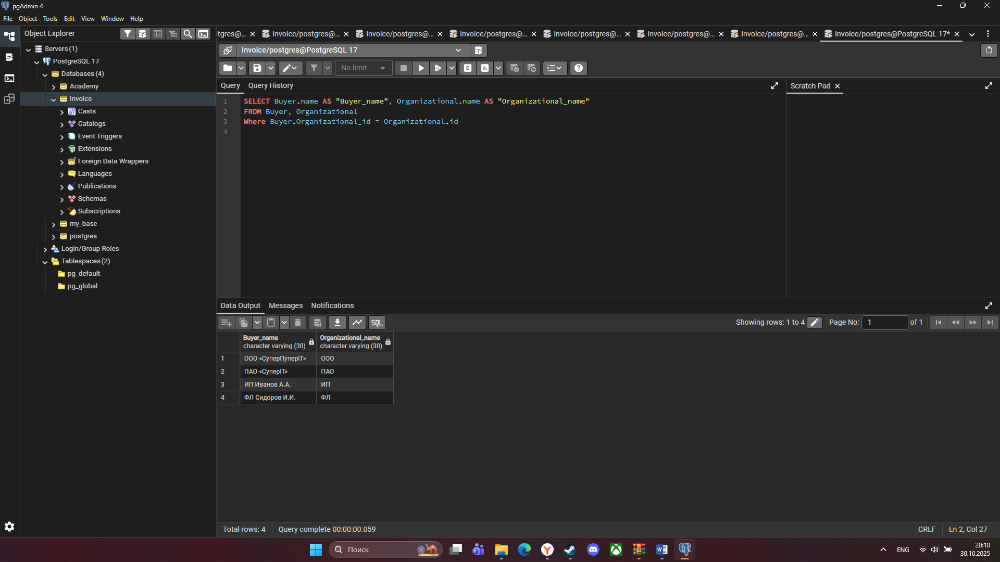 pgAdmin 4
File Object Tools Edit View Window Help
Object Explorer
stgres@... Invoice/postgres@... Invoice/postgres@... Invoice/postgres@... Invoice/postgres@... Invoice/postgres@... Invoice/postgres@... Invoice/postgres@PostgreSQL 17*
Servers (1)
PostgreSQL 17
Databases (4)
Academy
Invoice
Casts
Catalogs
Event Triggers
Extensions
Foreign Data Wrappers
Languages
Publications
Schemas
Subscriptions
my_base
postgres
Login/Group Roles
Tablespaces (2)
pg_default
pg_global
Invoice/postgres@PostgreSQL 17
No limit
E
Query Query History
Scratch Pad
1 SELECT Buyer.name AS "Buyer_name", Organizational.name AS "Organizational_name"
2 FROM Buyer, Organizational
3 Where Buyer.Organizational_id = Organizational.id
4
Data Output Messages Notifications
SQL
Showing rows: 1 to 4 Page No: 1 of 1
Buyer_name Organizational_name
character varying (30) character varying (30)
1 ООО «СуперПуперIT» ООО
2 ПАО «СуперIT» ПАО
3 ИП Иванов А.А. ИП
4 ФЛ Сидоров И.И. ФЛ
Total rows: 4 Query complete 00:00:00.059
CRLF Ln 2, Col 27
Поиск
ENG
20:10
30.10.2025